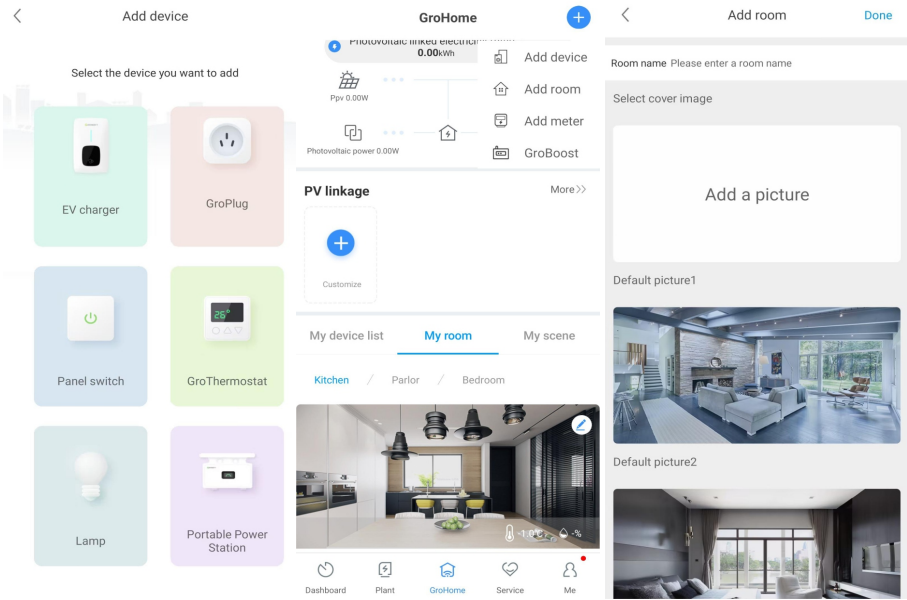 Add device
Select the device you want to add
EV charger
GroPlug
Panel switch
26°
GroThermostat
Lamp
Portable Power
Station
GroHome
Photovoltaic linked
0.00kWh
Ppv 0.00W
Photovoltaic power 0.00W
Add device
Add room
Add meter
GroBoost
PV linkage
More
Customize
My device list
My room
My scene
Kitchen / Parlor / Bedroom
-1.0℃ -%
Dashboard
Plant
GroHome
Service
Me
Add room
Done
Room name Please enter a room name
Select cover image
Add a picture
Default picture1
Default picture2